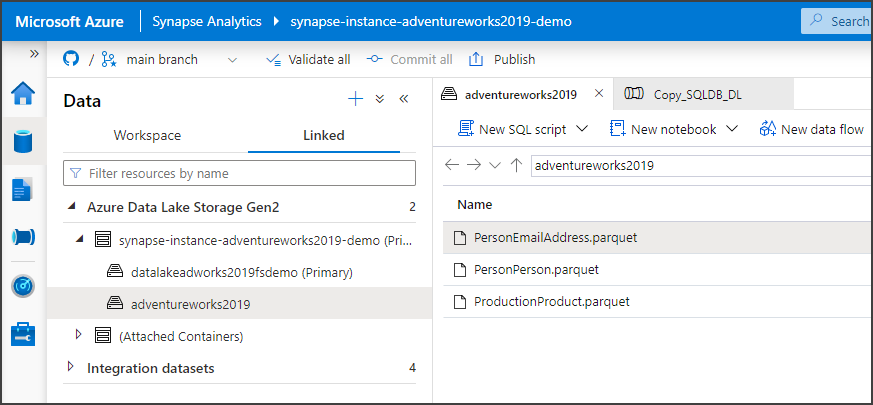 Microsoft Azure Synapse Analytics synapse-instance-adventureworks2019-demo Search
» / main branch Validate all Commit all Publish
Data
Workspace Linked
Filter resources by name
Azure Data Lake Storage Gen2 2
synapse-instance-adventureworks2019-demo (Pri...
datalakeadworks2019fsdemo (Primary)
adventureworks2019
(Attached Containers)
Integration datasets 4
adventureworks2019 Copy_SQLDB_DL
New SQL script New notebook New data flow
adventureworks2019
Name
PersonEmailAddress.parquet
PersonPerson.parquet
ProductionProduct.parquet